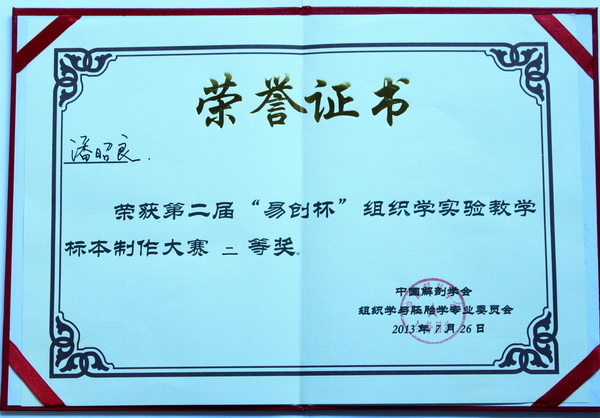 荣誉证书
潘昭良.
荣获第二届“易创杯”组织学实验教学
标本制作大赛 二 等奖。
中国解剖学会
组织学与胚胎学专业委员会
2013年7月26日